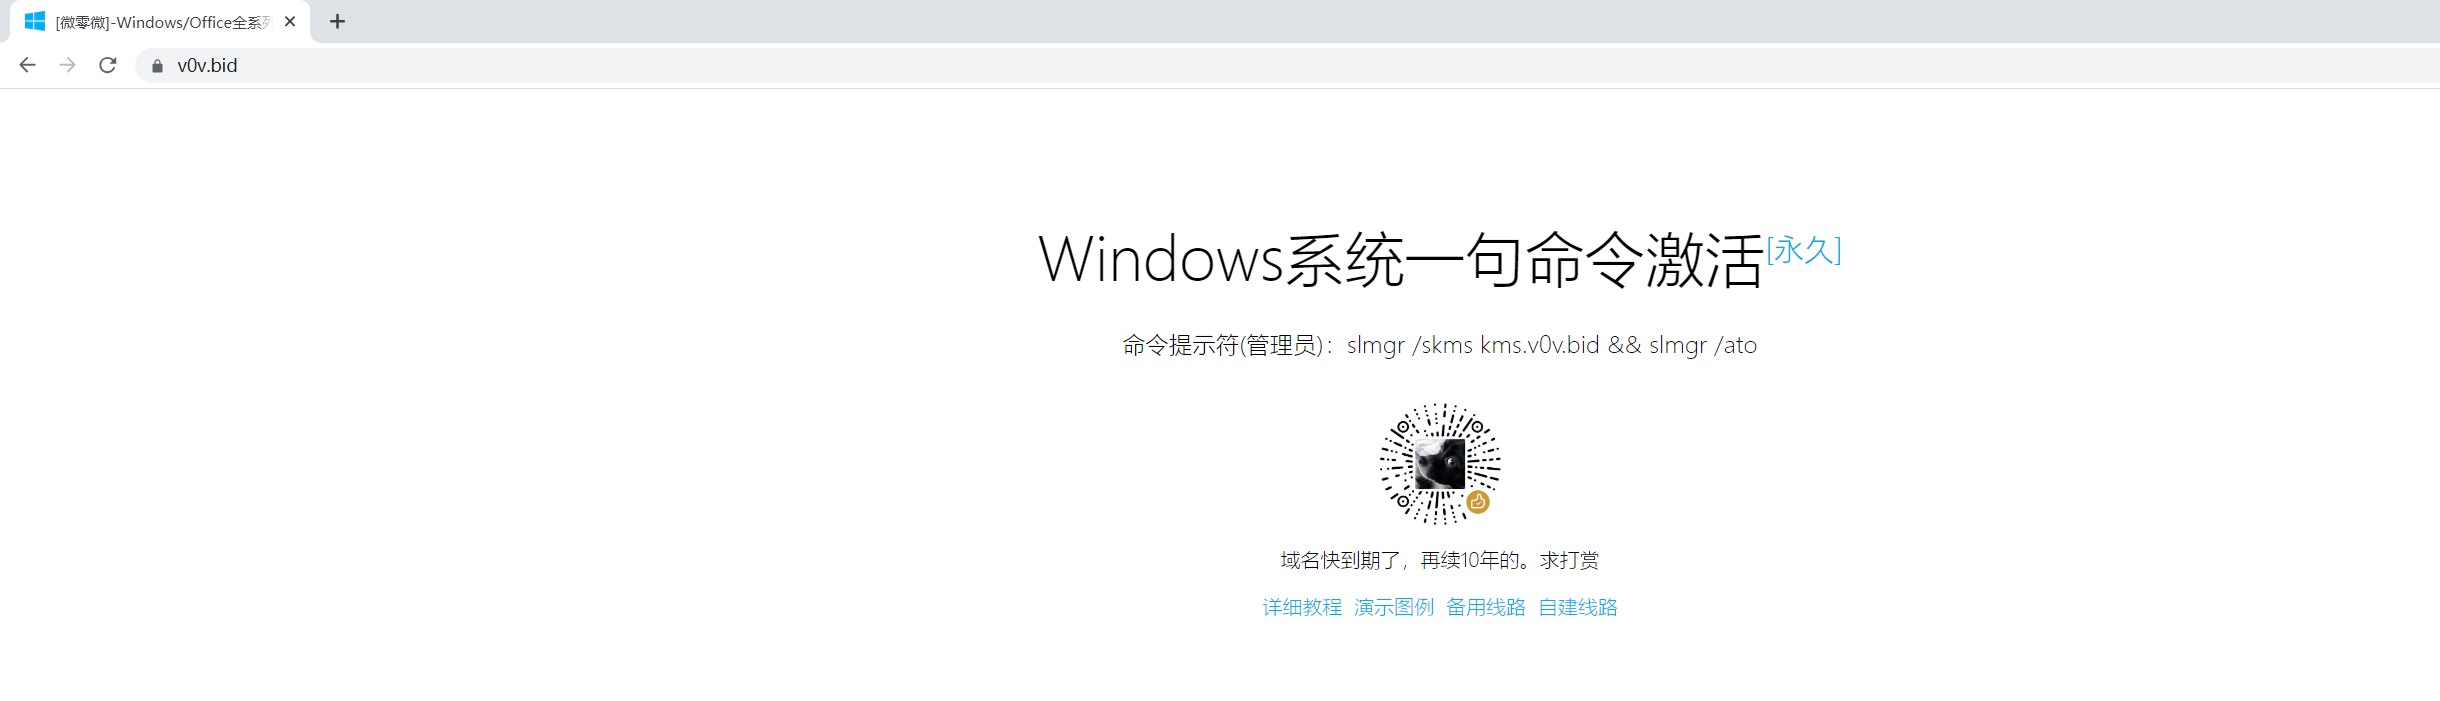 [微零微]-Windows/Office全系列
v0v.bid
Windows系统一句命令激活[永久]
命令提示符(管理员)：slmgr /skms kms.v0v.bid && slmgr /ato
域名快到期了，再续10年的。求打赏
详细教程 演示图例 备用线路 自建线路